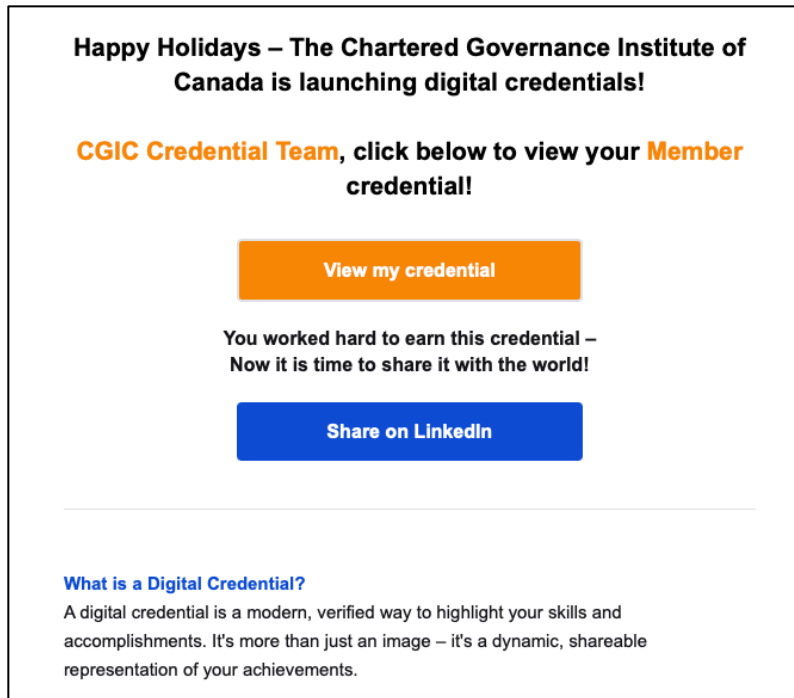 Happy Holidays – The Chartered Governance Institute of
Canada is launching digital credentials!
CGIC Credential Team, click below to view your Member
credential!
View my credential
You worked hard to earn this credential –
Now it is time to share it with the world!
Share on LinkedIn
What is a Digital Credential?
A digital credential is a modern, verified way to highlight your skills and
accomplishments. It's more than just an image – it's a dynamic, shareable
representation of your achievements.